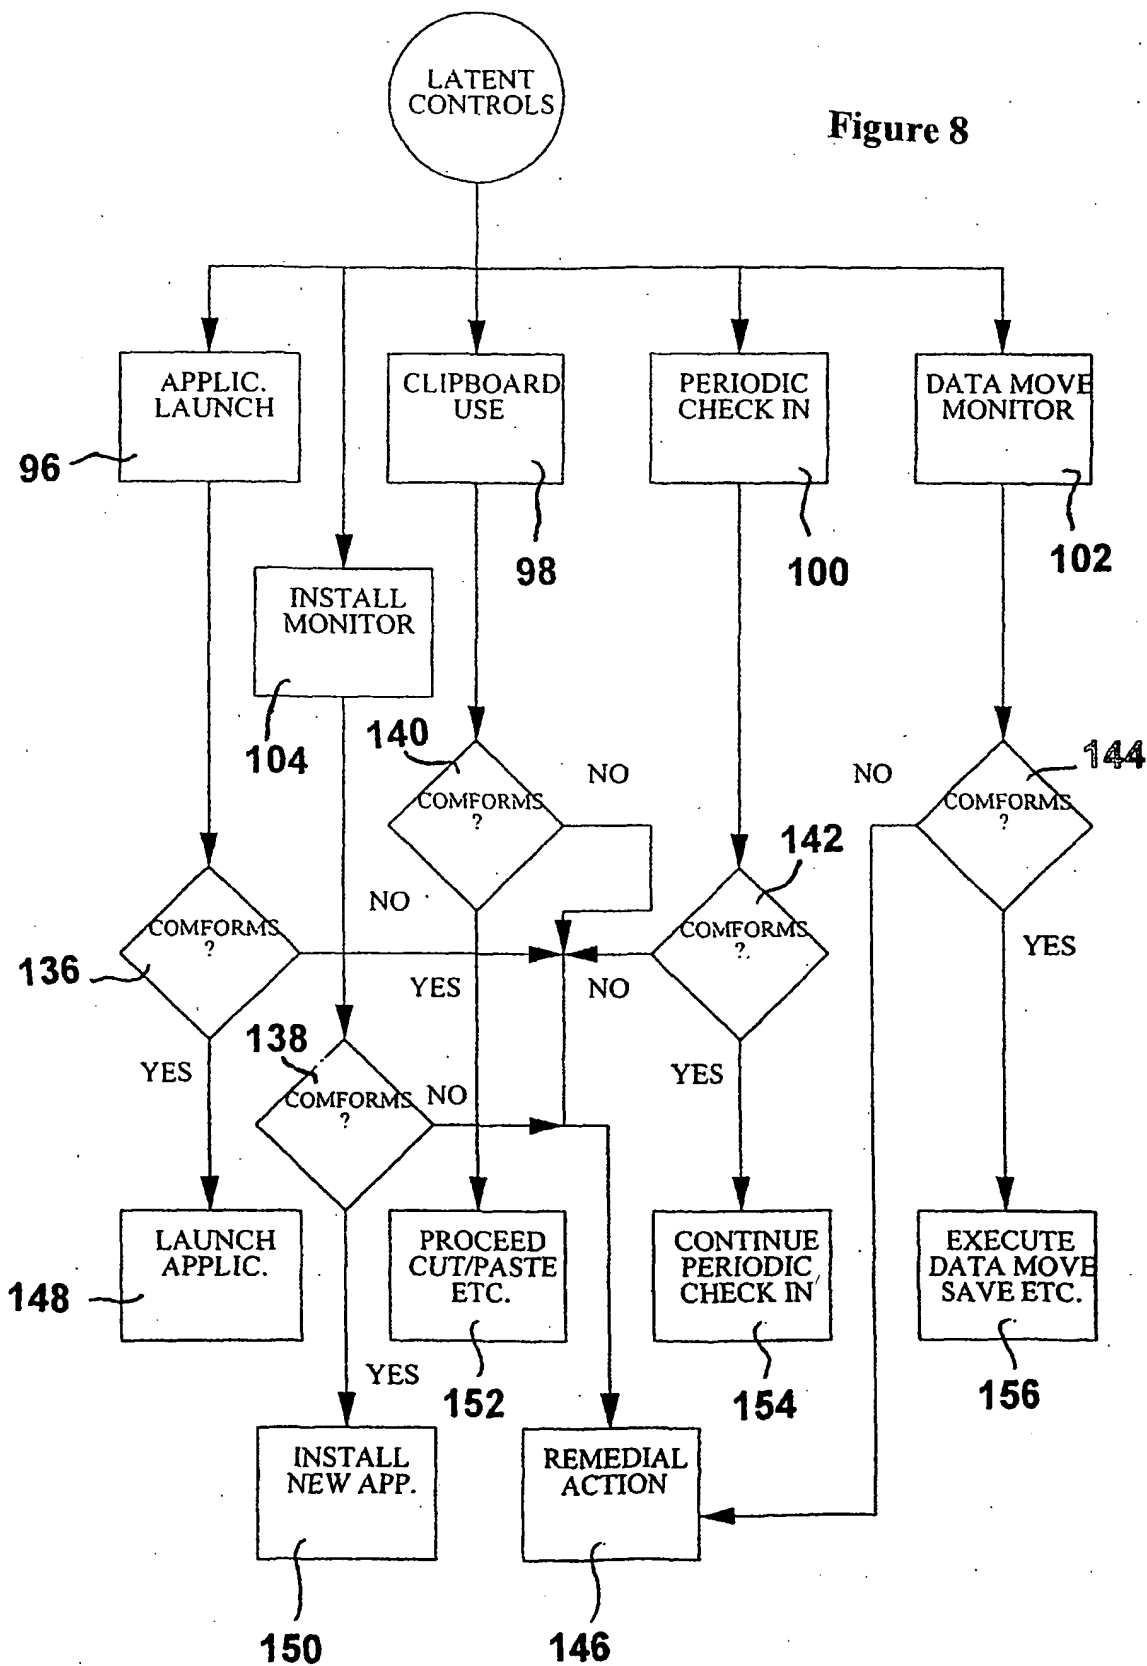 LATENT
CONTROLS
Figure 8
APPLIC.
LAUNCH
CLIPBOARD
USE
PERIODIC
CHECK IN
DATA MOVE
MONITOR
96
98
100
102
INSTALL
MONITOR
104
140
NO
NO
144
COMFORMS
?
COMFORMS
?
142
NO
COMFORMS
?
COMFORMS
?
136
YES
NO
YES
138
YES
YES
COMFORMS
?
NO
LAUNCH
APPLIC.
PROCEED
CUT/PASTE
ETC.
CONTINUE
PERIODIC
CHECK IN
EXECUTE
DATA MOVE
SAVE ETC.
148
YES
152
154
156
INSTALL
NEW APP.
REMEDIAL
ACTION
150
146